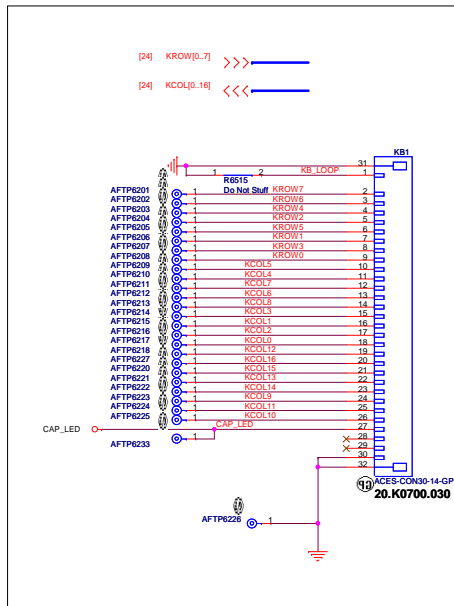 [24] KROW[0..7]
[24] KCOL[0..16]
KB1
31
1 R6515 2 KB_LOOP 1
Do Not Stuff
AFTP6201 1 KROW7 2
AFTP6202 1 KROW6 3
AFTP6203 1 KROW4 4
AFTP6204 1 KROW2 5
AFTP6205 1 KROW5 6
AFTP6206 1 KROW1 7
AFTP6207 1 KROW3 8
AFTP6208 1 KROW0 9
AFTP6209 1 KCOL5 10
AFTP6210 1 KCOL4 11
AFTP6211 1 KCOL7 12
AFTP6212 1 KCOL6 13
AFTP6213 1 KCOL8 14
AFTP6214 1 KCOL3 15
AFTP6215 1 KCOL1 16
AFTP6216 1 KCOL2 17
AFTP6217 1 KCOL0 18
AFTP6218 1 KCOL12 19
AFTP6227 1 KCOL16 20
AFTP6220 1 KCOL15 21
AFTP6221 1 KCOL13 22
AFTP6222 1 KCOL14 23
AFTP6223 1 KCOL9 24
AFTP6224 1 KCOL11 25
AFTP6225 1 KCOL10 26
CAP_LED CAP_LED 27
AFTP6233 1 28
29
30
32
ACES-CON30-14-GP
20.K0700.030
AFTP6226 1